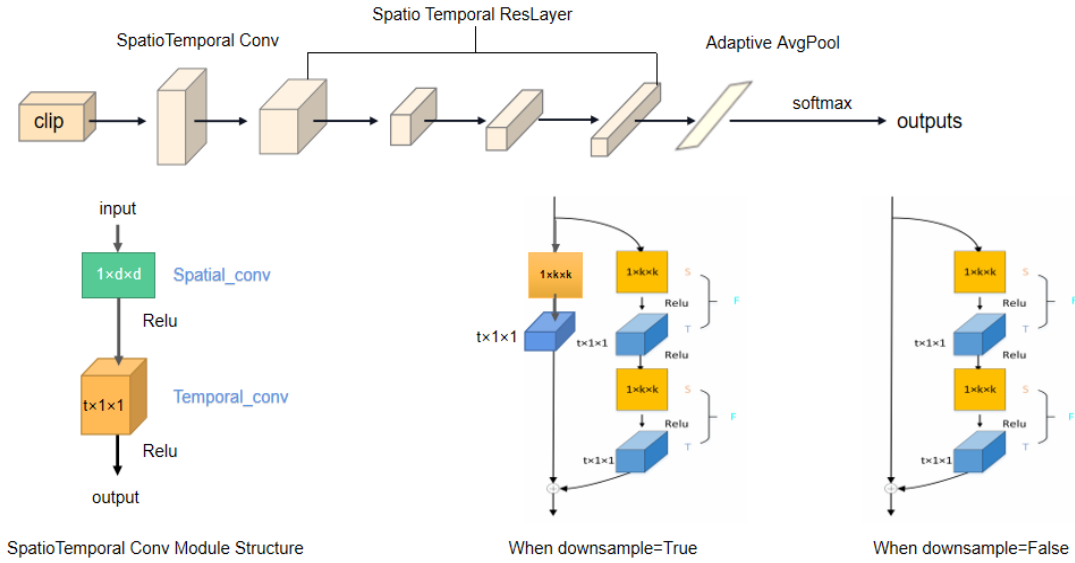 Spatio Temporal ResLayer
SpatioTemporal Conv
Adaptive AvgPool
clip
softmax
outputs
input
1×d×d
Spatial_conv
Relu
t×1×1
Temporal_conv
Relu
output
SpatioTemporal Conv Module Structure
1×k×k
t×1×1
1×k×k
S
Relu
F
T
t×1×1
Relu
1×k×k
S
Relu
F
T
t×1×1
When downsample=True
1×k×k
S
Relu
F
T
t×1×1
Relu
1×k×k
S
Relu
F
T
t×1×1
When downsample=False